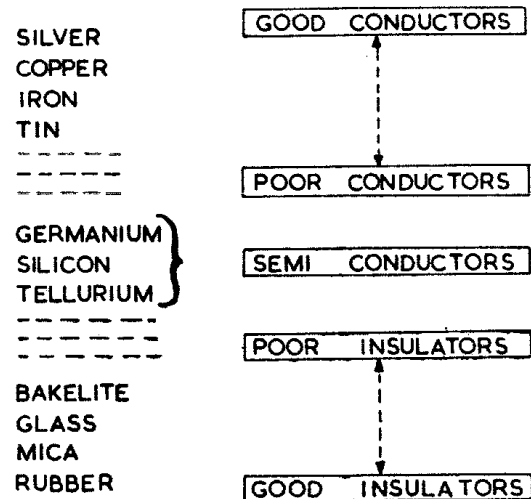 SILVER
COPPER
IRON
TIN
GERMANIUM
SILICON
TELLURIUM
BAKELITE
GLASS
MICA
RUBBER
GOOD CONDUCTORS
POOR CONDUCTORS
SEMI CONDUCTORS
POOR INSULATORS
GOOD INSULATORS